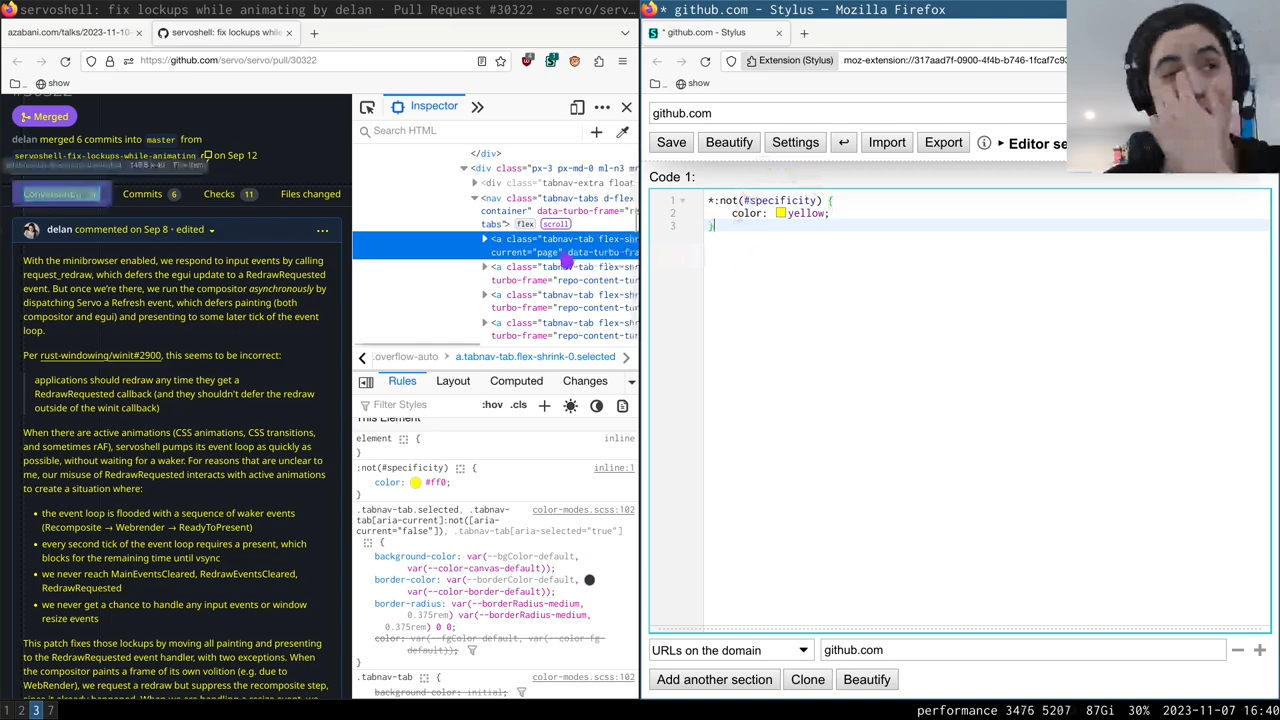 servoshell: fix lockups while animating by delan · Pull Request #30322 · servo/serv…
azabani.com/talks/2023-11-10-
servoshell: fix lockups while
https://github.com/servo/servo/pull/30322
show
Merged
delan merged 6 commits into master from
servoshell-fix-lockups-while-animating
on Sep 12
Commits 6
Checks 11
Files changed
delan commented on Sep 8 • edited
With the minibrowser enabled, we respond to input events by calling
request_redraw, which defers the egui update to a RedrawRequested
event. But once we're there, we run the compositor asynchronously by
dispatching Servo a Refresh event, which defers painting (both
compositor and egui) and presenting to some later tick of the event
loop.
Per rust-windowing/winit#2900, this seems to be incorrect:
applications should redraw any time they get a
RedrawRequested callback (and they shouldn't defer the redraw
outside of the winit callback)
When there are active animations (CSS animations, CSS transitions,
and sometimes rAF), servoshell pumps its event loop as quickly as
possible, without waiting for a waker. For reasons that are unclear to
me, our misuse of RedrawRequested interacts with active animations
to create a situation where:
• the event loop is flooded with a sequence of waker events
(Recomposite → Webrender → ReadyToPresent)
• every second tick of the event loop requires a present, which
blocks for the remaining time until vsync
• we never reach MainEventsCleared, RedrawEventsCleared,
RedrawRequested
• we never get a chance to handle any input events or window
resize events
This patch fixes those lockups by moving all painting and presenting
to the RedrawRequested event handler, with two exceptions. When
the compositor paints a frame of its own volition (e.g. due to
WebRender), we request a redraw but suppress the recomposite step,
Inspector
Search HTML
</div>
<div class="px-3 px-md-0 ml-n3 mr
<div class="tabnav-extra float
<nav class="tabnav-tabs d-flex
container" data-turbo-frame="r
tabs"> flex scroll
<a class="tabnav-tab flex-shr
current="page" data-turbo-fra
<a class="tabnav-tab flex-shr
turbo-frame="repo-content-tur
<a class="tabnav-tab flex-shr
turbo-frame="repo-content-tur
<a class="tabnav-tab flex-shr
turbo-frame="repo-content-tur
.overflow-auto
a.tabnav-tab.flex-shrink-0.selected
Rules
Layout
Computed
Changes
Filter Styles
:hov .cls
This Element
element {
inline
}
:not(#specificity) {
inline:1
color: #ff0;
}
.tabnav-tab.selected, .tabnav-
color-modes.scss:102
tab[aria-current]:not([aria-
current="false"]), .tabnav-tab[aria-selected="true"]
{
background-color: var(--bgColor-default,
var(--color-canvas-default));
border-color: var(--borderColor-default,
var(--color-border-default));
border-radius: var(--borderRadius-medium,
0.375rem) var(--borderRadius-medium,
0.375rem) 0 0;
color: var(--fgColor-default, var(--color-fg-
default));
}
.tabnav-tab {
color-modes.scss:102
background-color: initial;
* github.com - Stylus — Mozilla Firefox
* github.com - Stylus
Extension (Stylus)
moz-extension://317aad7f-0900-4f4b-b746-1fcaf7c93
show
github.com
Save
Beautify
Settings
Import
Export
Editor se
Code 1:
1 *:not(#specificity) {
2 color: yellow;
3 }
URLs on the domain
github.com
Add another section
Clone
Beautify
1 2 3 7
performance 3476 5207 87Gi 30% 2023-11-07 16:40